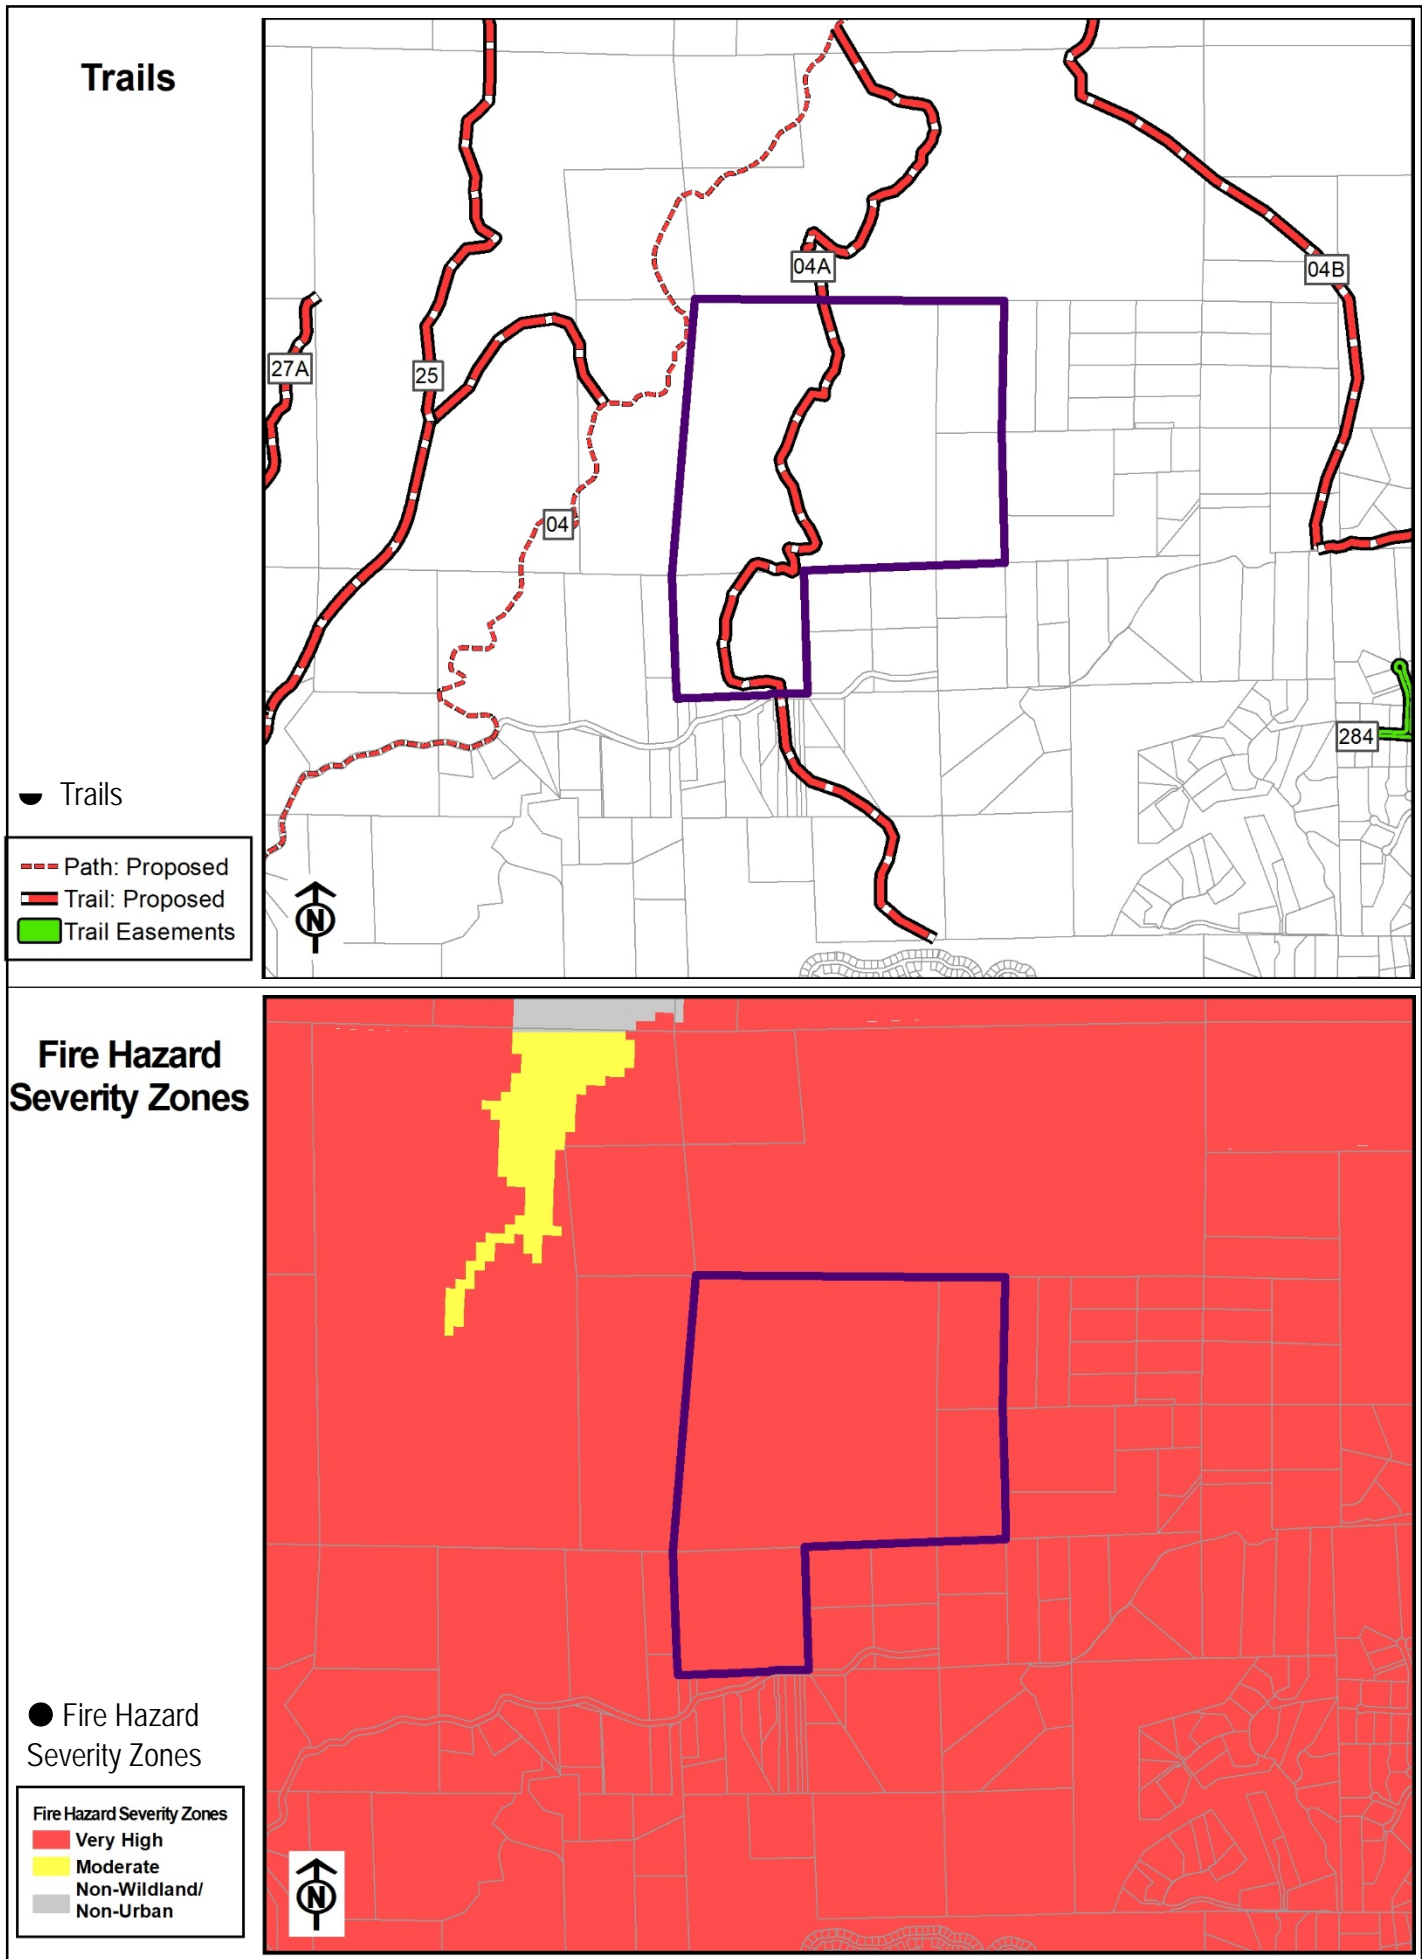 Trails
04A
04B
27A
25
04
284
Trails
Path: Proposed
Trail: Proposed
Trail Easements
N
Fire Hazard
Severity Zones
Fire Hazard
Severity Zones
Fire Hazard Severity Zones
Very High
Moderate
Non-Wildland/
Non-Urban
N